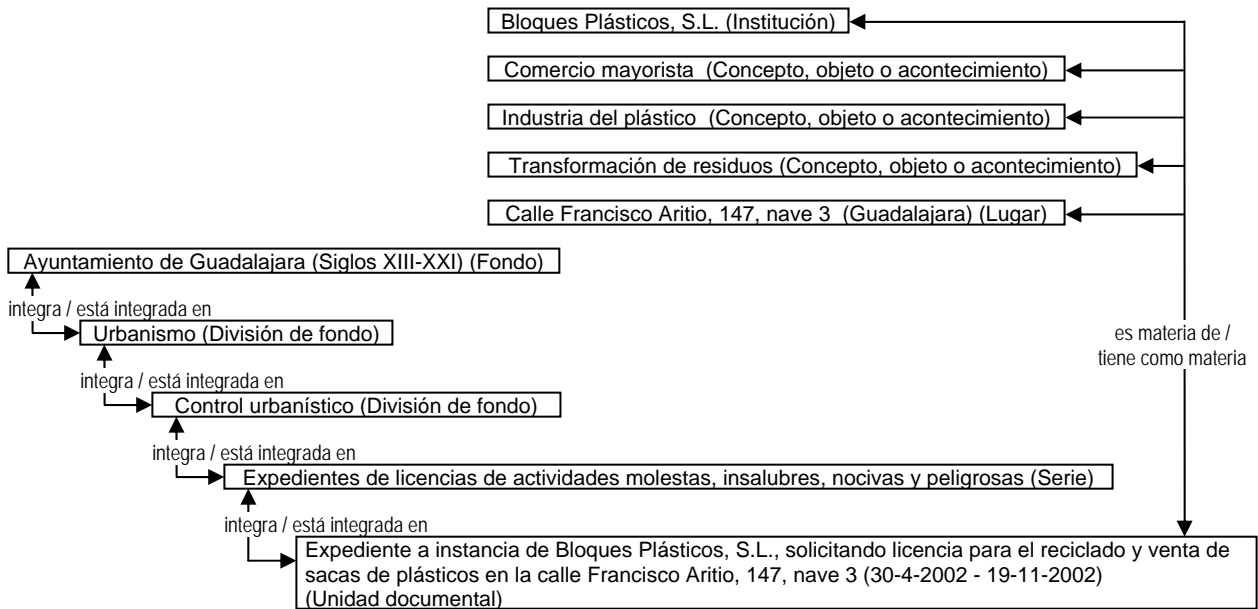 Bloques Plásticos, S.L. (Institución)
Comercio mayorista (Concepto, objeto o acontecimiento)
Industria del plástico (Concepto, objeto o acontecimiento)
Transformación de residuos (Concepto, objeto o acontecimiento)
Calle Francisco Aritio, 147, nave 3 (Guadalajara) (Lugar)
Ayuntamiento de Guadalajara (Siglos XIII-XXI) (Fondo)
integra / está integrada en
Urbanismo (División de fondo)
es materia de /
tiene como materia
integra / está integrada en
Control urbanístico (División de fondo)
integra / está integrada en
Expedientes de licencias de actividades molestas, insalubres, nocivas y peligrosas (Serie)
integra / está integrada en
Expediente a instancia de Bloques Plásticos, S.L., solicitando licencia para el reciclado y venta de
sacas de plásticos en la calle Francisco Aritio, 147, nave 3 (30-4-2002 - 19-11-2002)
(Unidad documental)